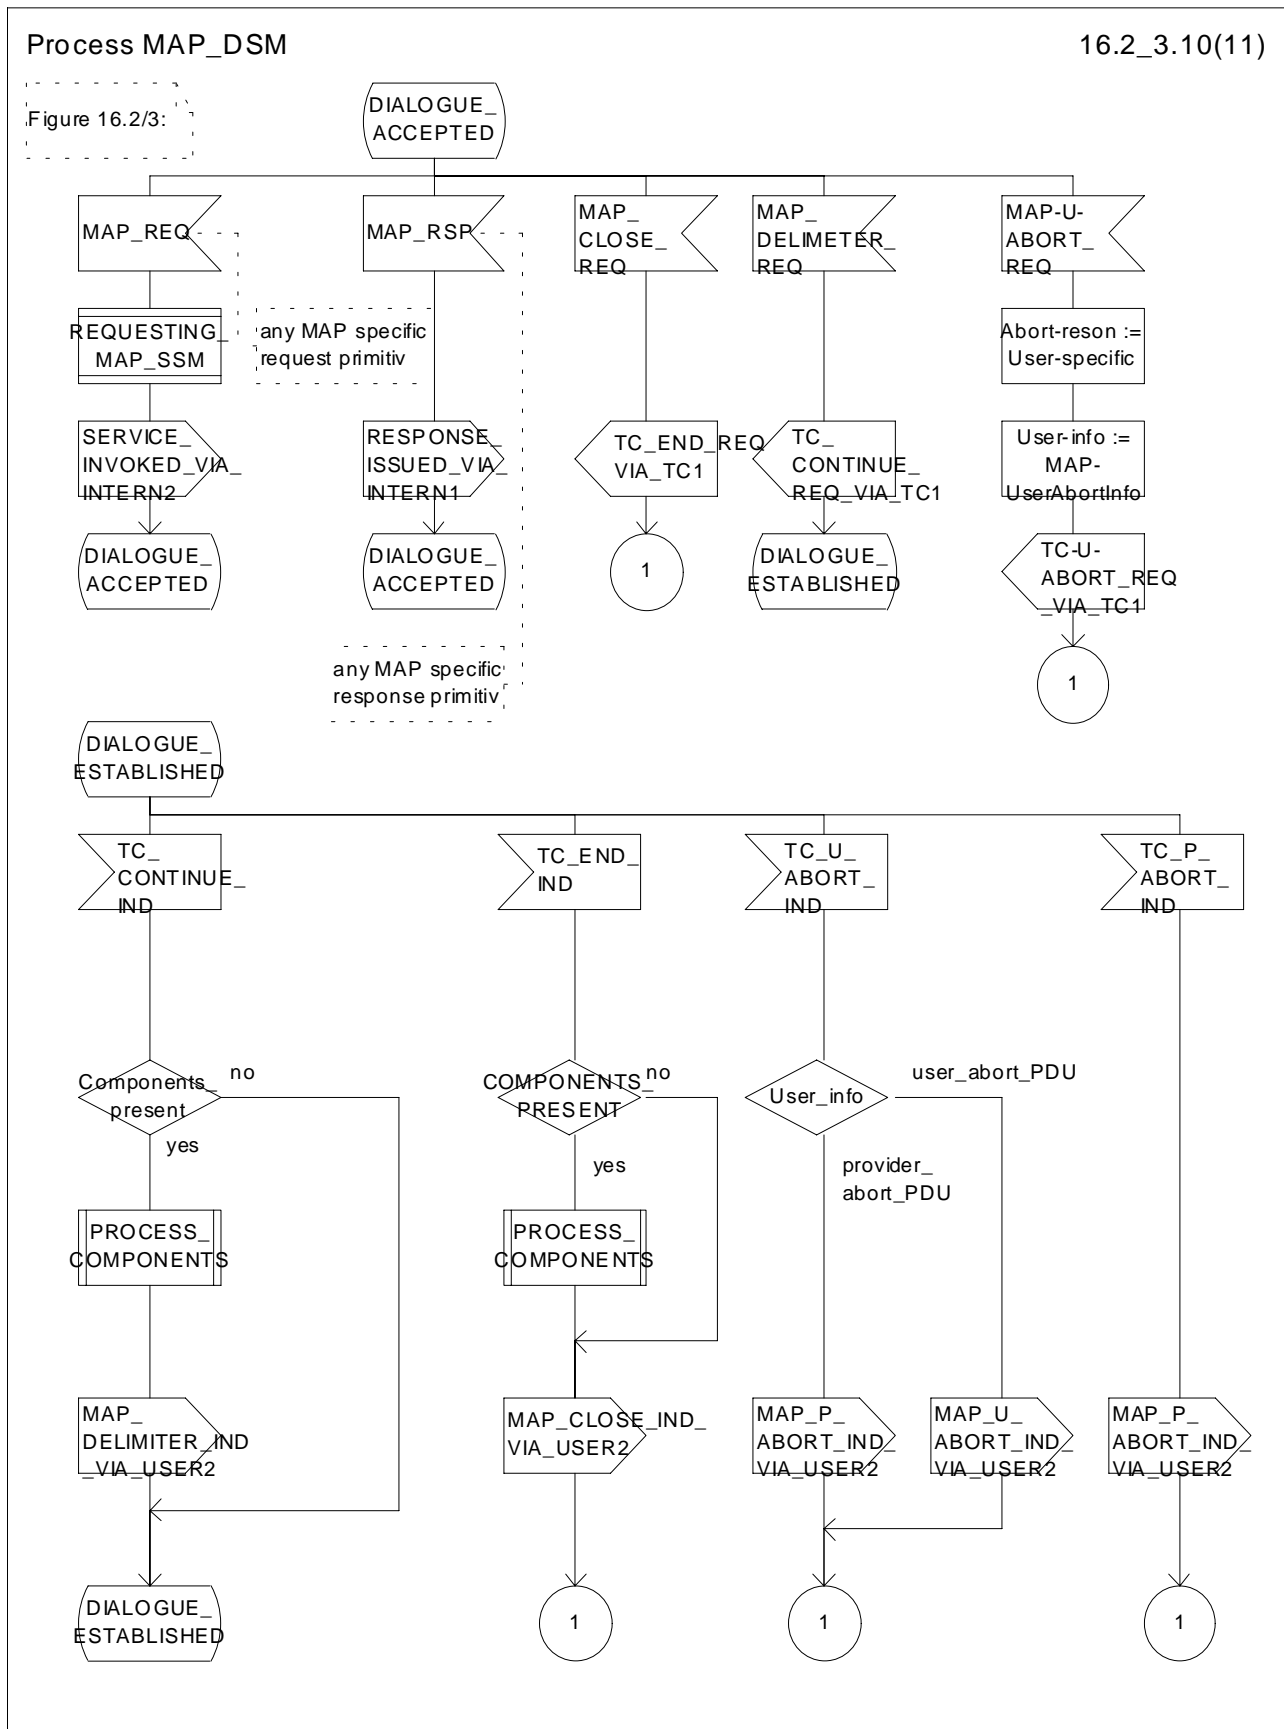 Process MAP_DSM
16.2_3.10(11)
Figure 16.2/3:
DIALOGUE_
ACCEPTED
MAP_REQ
MAP_RSP
MAP_
CLOSE_
REQ
MAP_
DELIMETER_
REQ
MAP-U-
ABORT_
REQ
REQUESTING_
MAP_SSM
any MAP specific
request primitiv
Abort-reson :=
User-specific
SERVICE_
INVOKED_VIA_
INTERN2
RESPONSE_
ISSUED_VIA_
INTERN1
TC_END_REQ
VIA_TC1
TC_
CONTINUE_
REQ_VIA_TC1
User-info :=
MAP-
UserAbortInfo
DIALOGUE_
ACCEPTED
DIALOGUE_
ACCEPTED
1
DIALOGUE_
ESTABLISHED
TC-U-
ABORT_REQ
_VIA_TC1
any MAP specific
response primitiv
1
DIALOGUE_
ESTABLISHED
TC_
CONTINUE_
IND
TC_END_
IND
TC_U_
ABORT_
IND
TC_P_
ABORT_
IND
Components_
present
no
yes
COMPONENTS_
PRESENT
no
yes
User_info
user_abort_PDU
provider_
abort_PDU
PROCESS_
COMPONENTS
PROCESS_
COMPONENTS
MAP_
DELIMITER_IND
_VIA_USER2
MAP_CLOSE_IND_
VIA_USER2
MAP_P_
ABORT_IND_
VIA_USER2
MAP_U_
ABORT_IND_
VIA_USER2
MAP_P_
ABORT_IND_
VIA_USER2
DIALOGUE_
ESTABLISHED
1
1
1